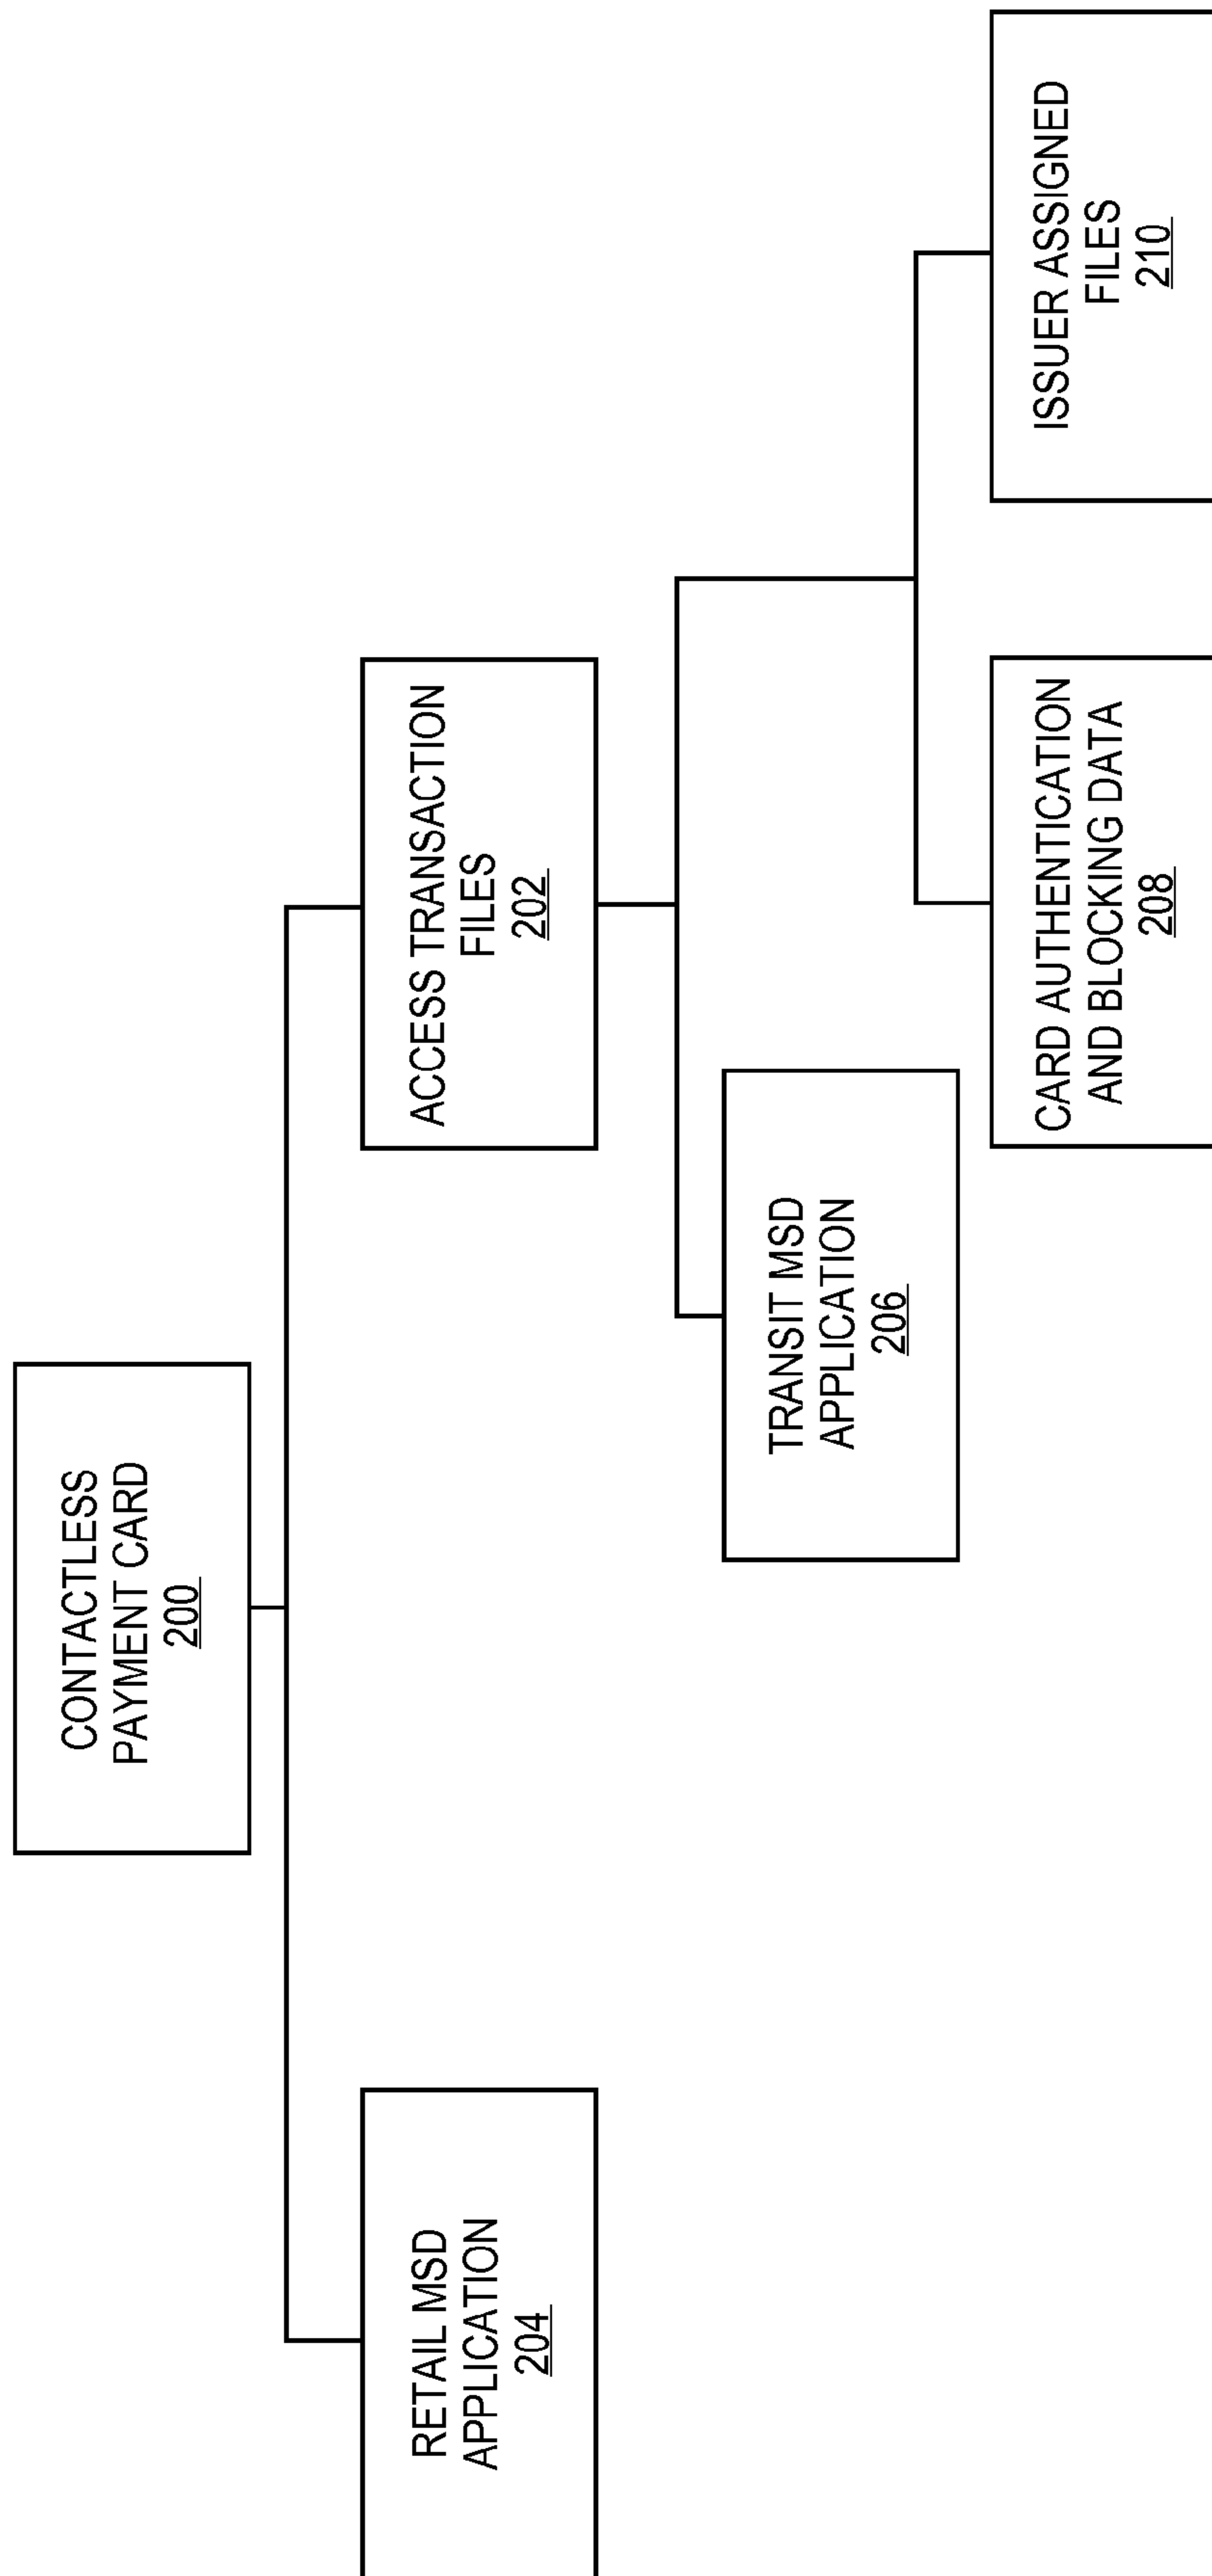 CONTACTLESS
PAYMENT CARD
200
RETAIL MSD
APPLICATION
204
ACCESS TRANSACTION
FILES
202
TRANSIT MSD
APPLICATION
206
CARD AUTHENTICATION
AND BLOCKING DATA
208
ISSUER ASSIGNED
FILES
210